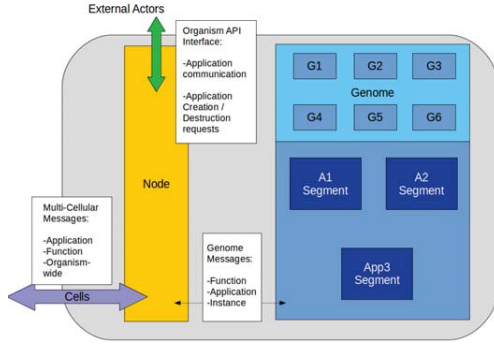 External Actors
Organism API
Interface:
-Application
communication
-Application
Creation /
Destruction
requests
G1 G2 G3
Genome
G4 G5 G6
Node
A1
Segment
A2
Segment
Multi-Cellular
Messages:
-Application
-Function
-Organism-
wide
Cells
Genome
Messages:
-Function
-Application
-Instance
App3
Segment